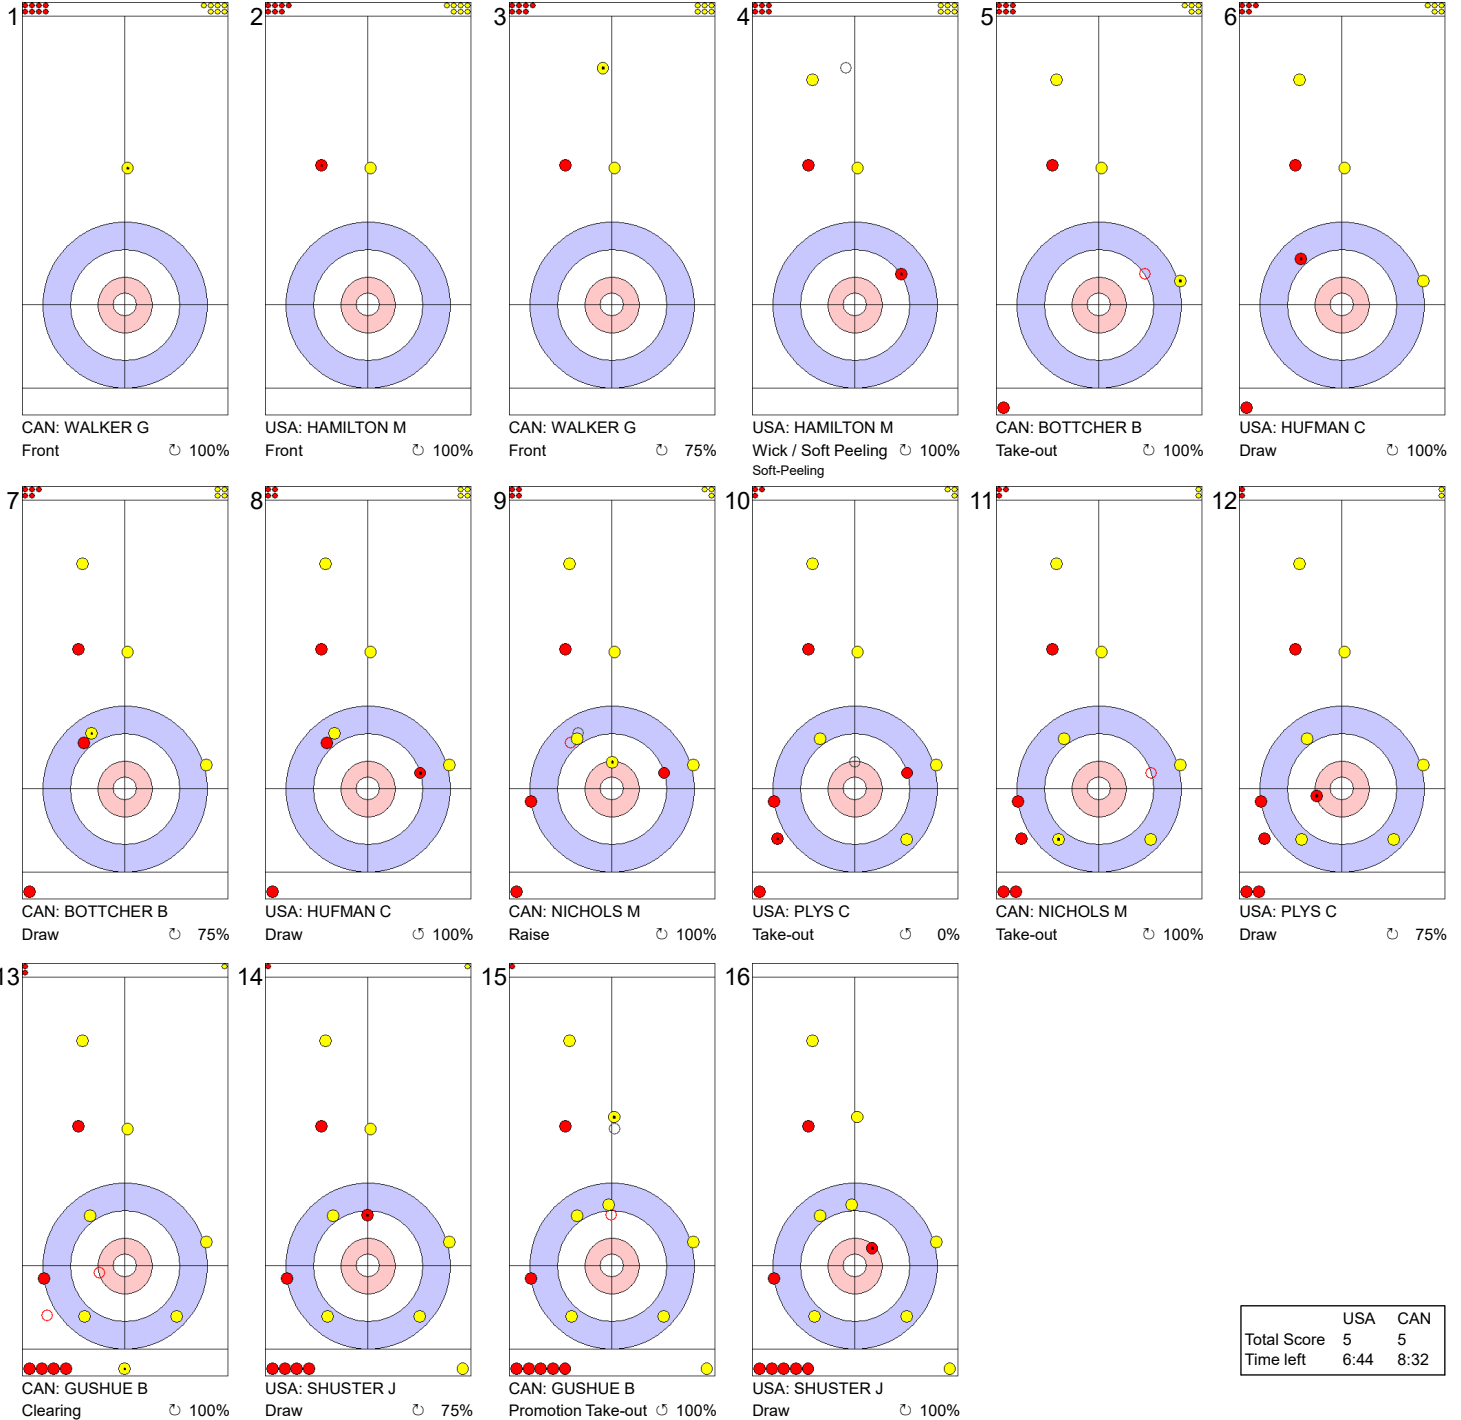 1 2 3 4 5 6
CAN: WALKER G USA: HAMILTON M CAN: WALKER G USA: HAMILTON M CAN: BOTTCHER B USA: HUFMAN C
Front ↻ 100% Front ↻ 100% Front ↻ 75% Wick / Soft Peeling ↻ 100% Take-out ↻ 100% Draw ↻ 100%
Soft-Peeling
7 8 9 10 11 12
CAN: BOTTCHER B USA: HUFMAN C CAN: NICHOLS M USA: PLYS C CAN: NICHOLS M USA: PLYS C
Draw ↻ 75% Draw ↺ 100% Raise ↻ 100% Take-out ↺ 0% Take-out ↻ 100% Draw ↻ 75%
13 14 15 16
USA CAN
Total Score 5 5
Time left 6:44 8:32
CAN: GUSHUE B USA: SHUSTER J CAN: GUSHUE B USA: SHUSTER J
Clearing ↻ 100% Draw ↺ 75% Promotion Take-out ↺ 100% Draw ↻ 100%